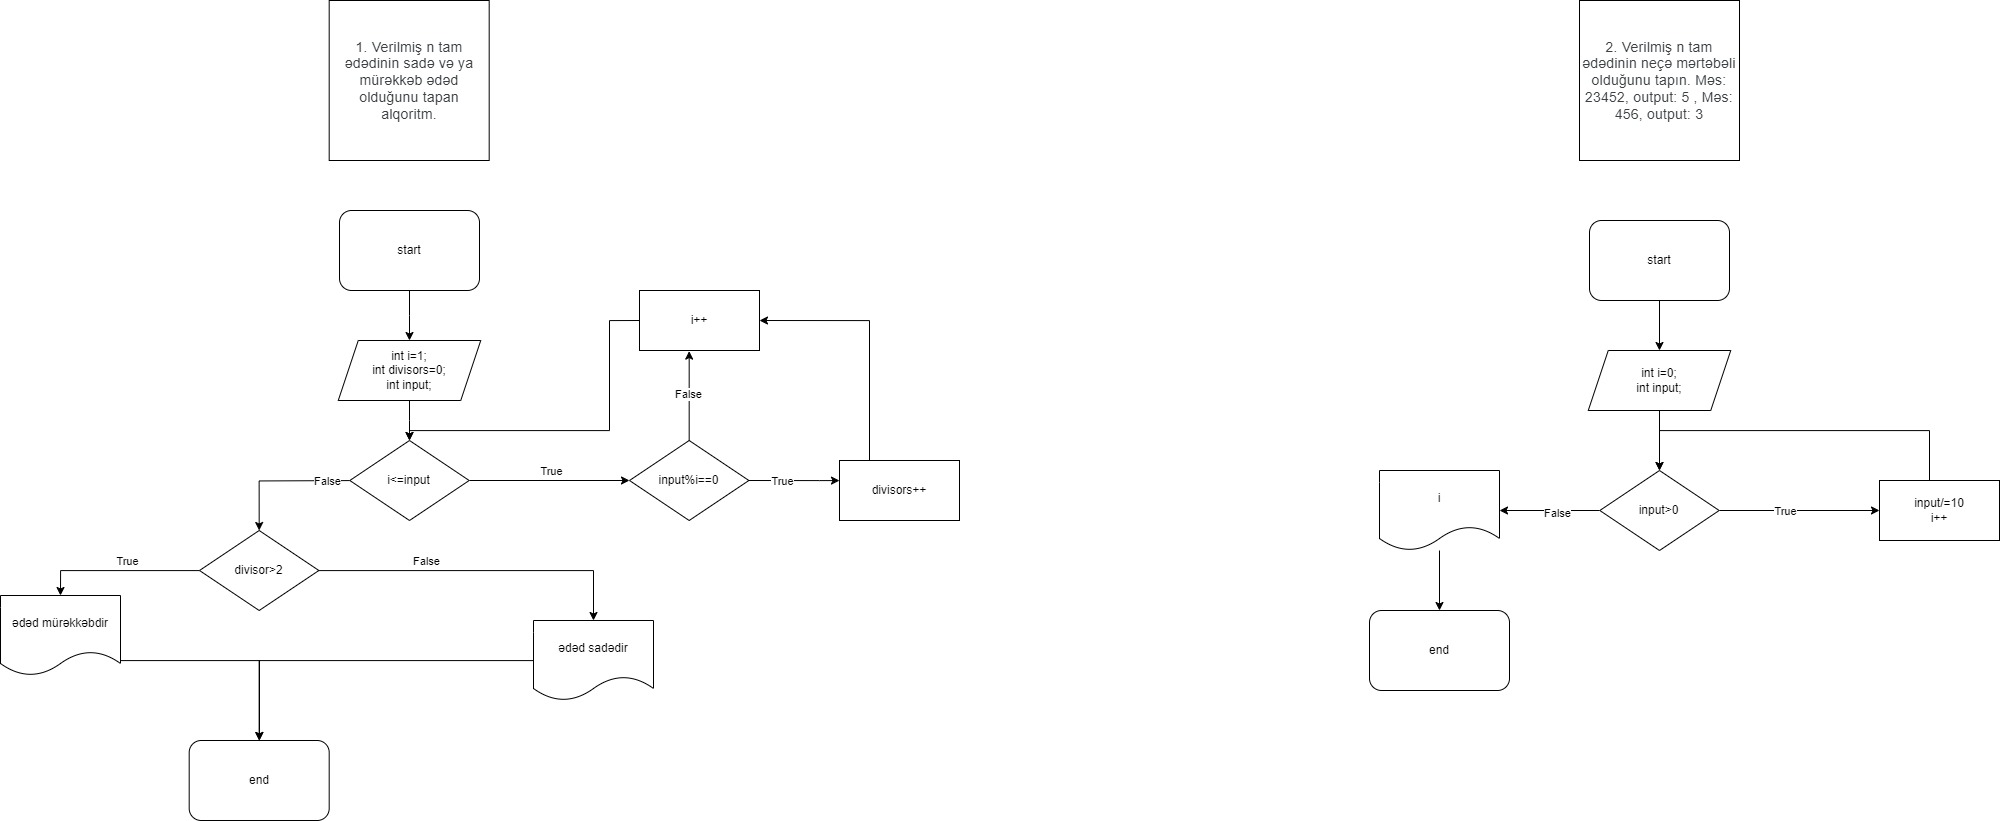 1. Verilmiş n tam
ədədinin sadə və ya
mürəkkəb ədəd
olduğunu tapan
alqoritm.
start
int i=1;
int divisors=0;
int input;
i++
i<=input
True
False
input%i==0
False
True
divisors++
divisor>2
True
False
ədəd mürəkkəbdir
ədəd sadədir
end
2. Verilmiş n tam
ədədinin neçə mərtəbəli
olduğunu tapın. Məs:
23452, output: 5 , Məs:
456, output: 3
start
int i=0;
int input;
input>0
False
True
i
input/=10
i++
end